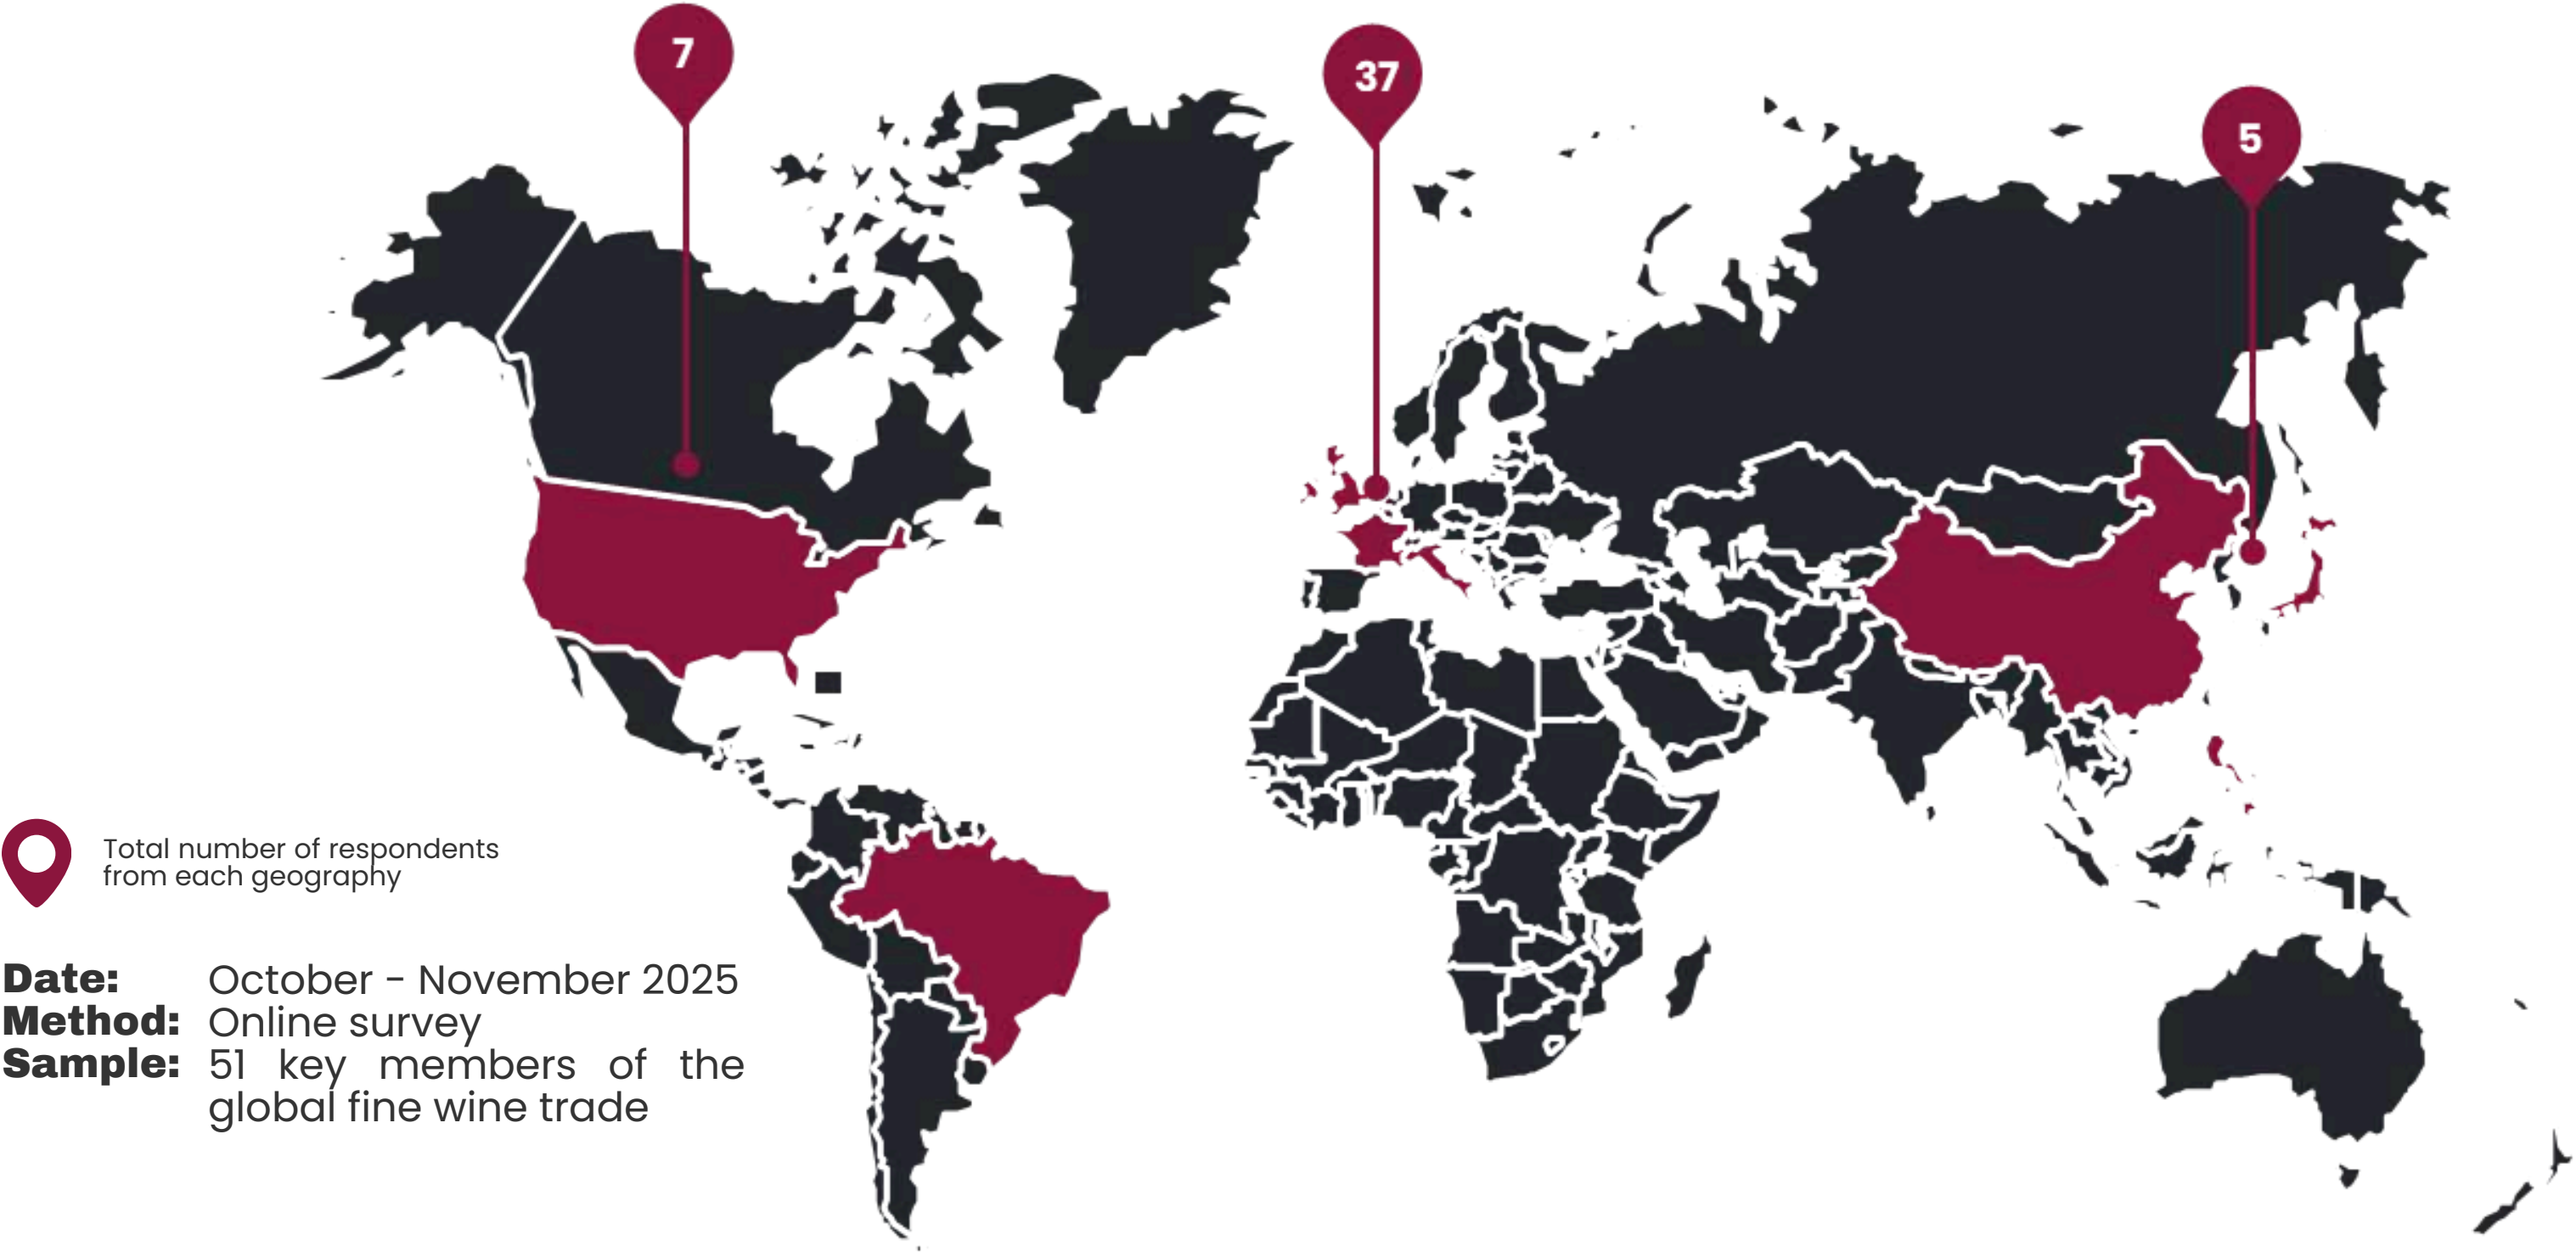 7
37
5
Total number of respondents
from each geography
Date: October - November 2025
Method: Online survey
Sample: 51 key members of the
global fine wine trade